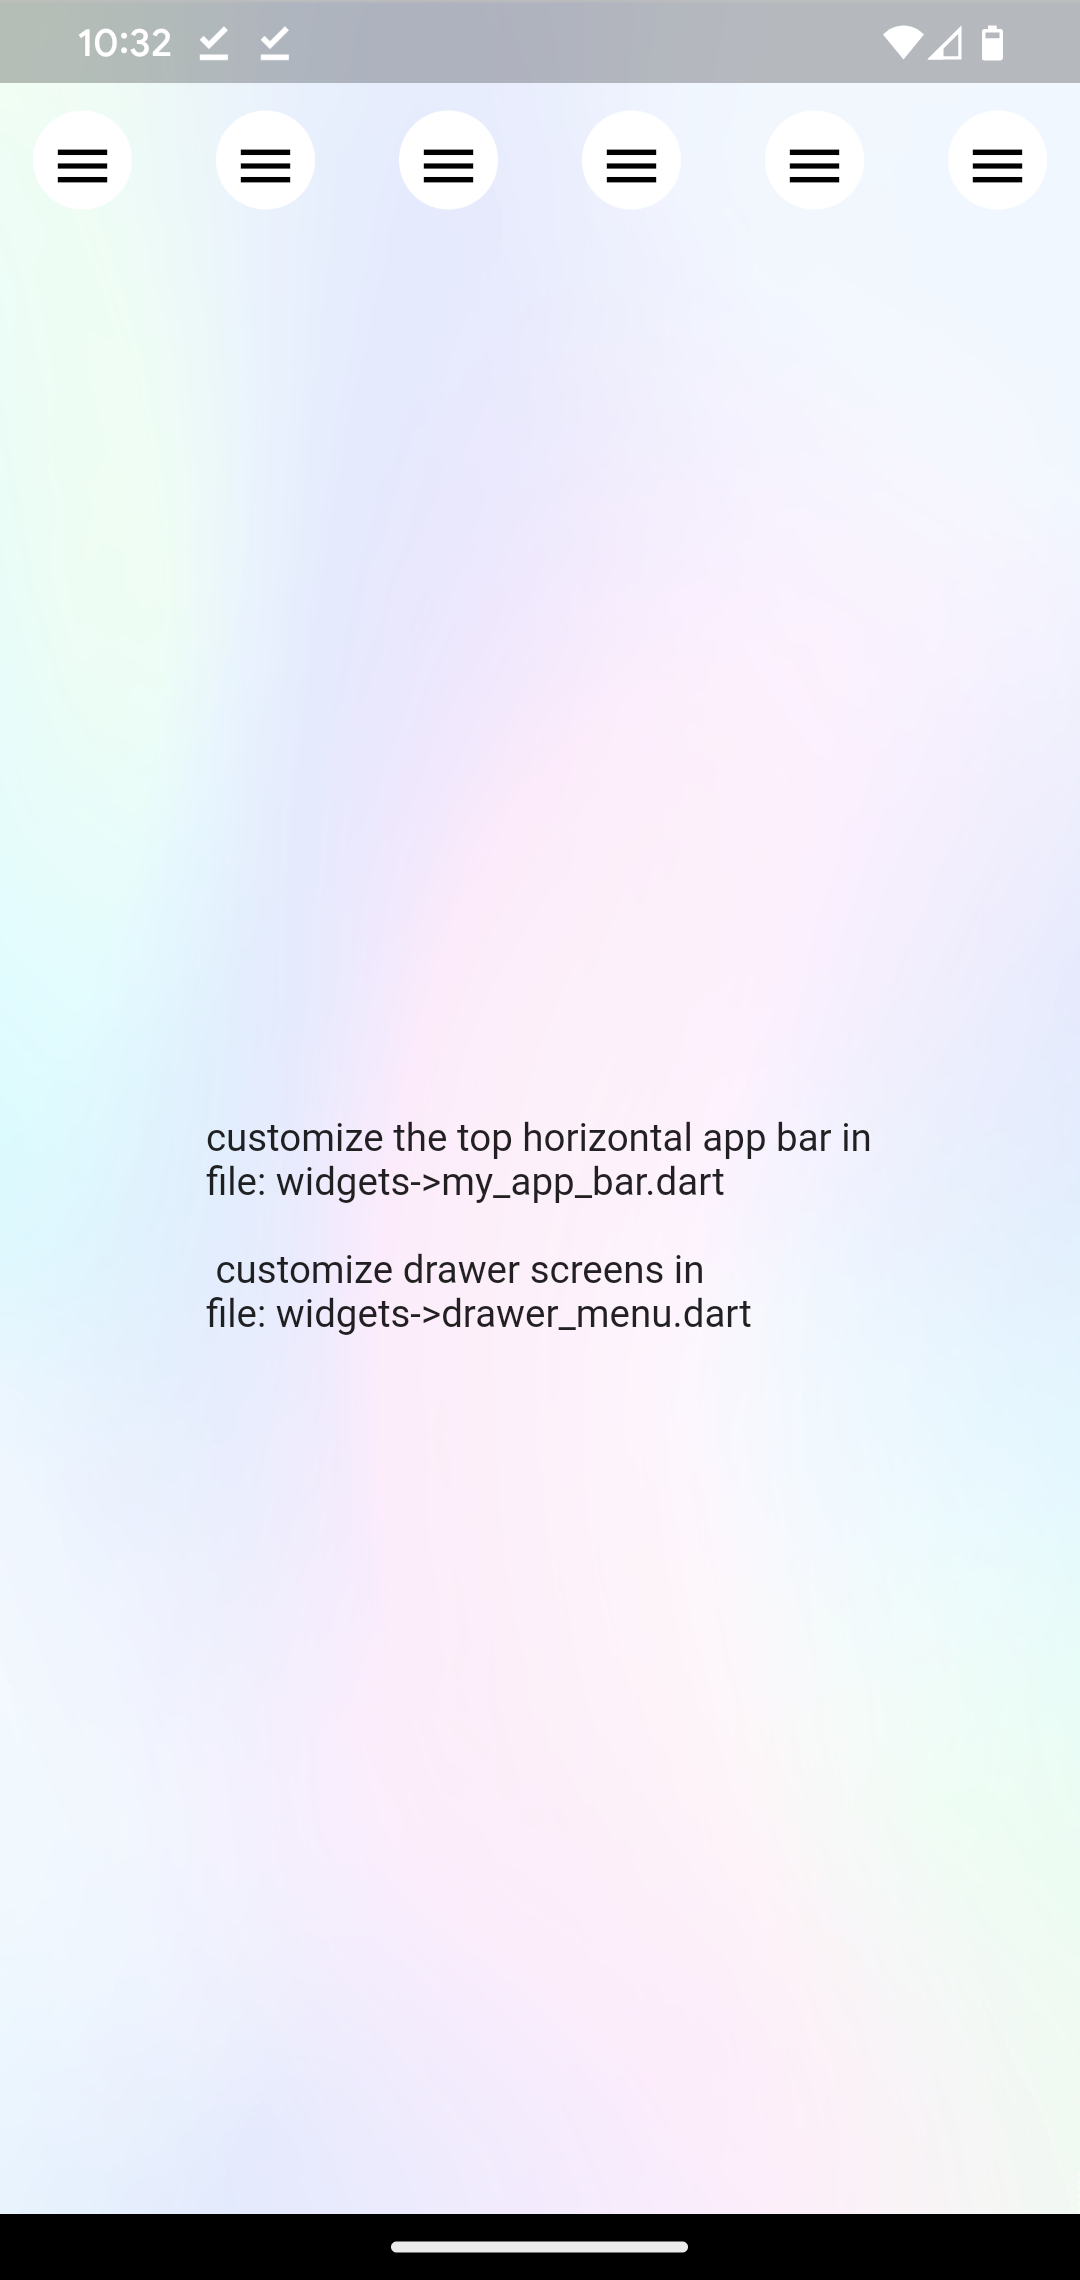 10:32
customize the top horizontal app bar in
file: widgets->my_app_bar.dart
customize drawer screens in
file: widgets->drawer_menu.dart